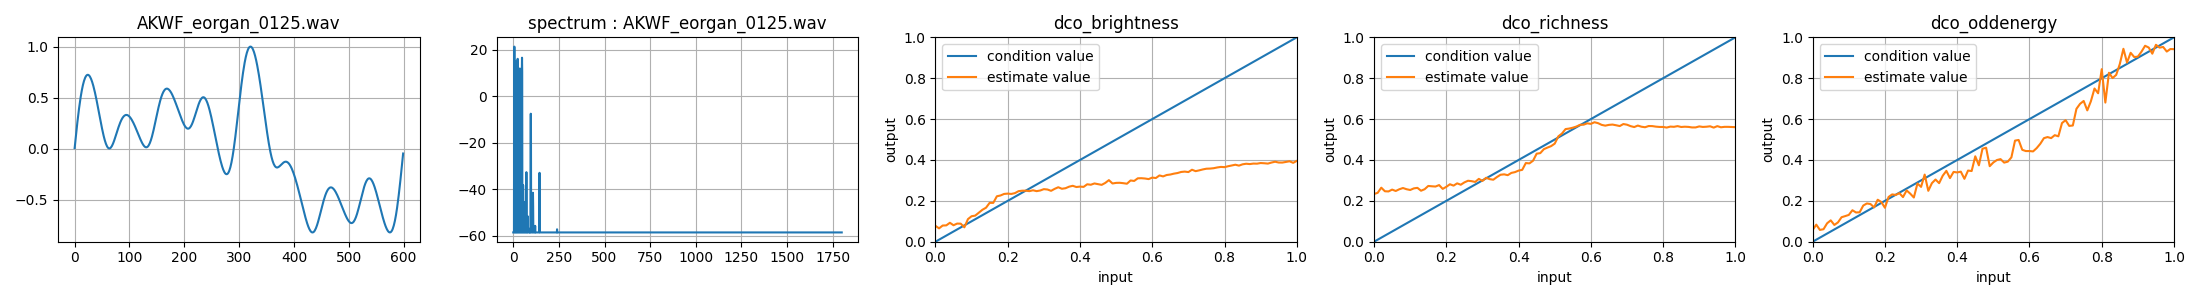 AKWF_eorgan_0125.wav
1.0
0.5
0.0
−0.5
0 100 200 300 400 500 600
spectrum : AKWF_eorgan_0125.wav
20
0
−20
−40
−60
0 250 500 750 1000 1250 1500 1750
dco_brightness
condition value
estimate value
output
1.0
0.8
0.6
0.4
0.2
0.0
0.0 0.2 0.4 0.6 0.8 1.0
input
dco_richness
condition value
estimate value
output
1.0
0.8
0.6
0.4
0.2
0.0
0.0 0.2 0.4 0.6 0.8 1.0
input
dco_oddenergy
condition value
estimate value
output
1.0
0.8
0.6
0.4
0.2
0.0
0.0 0.2 0.4 0.6 0.8 1.0
input